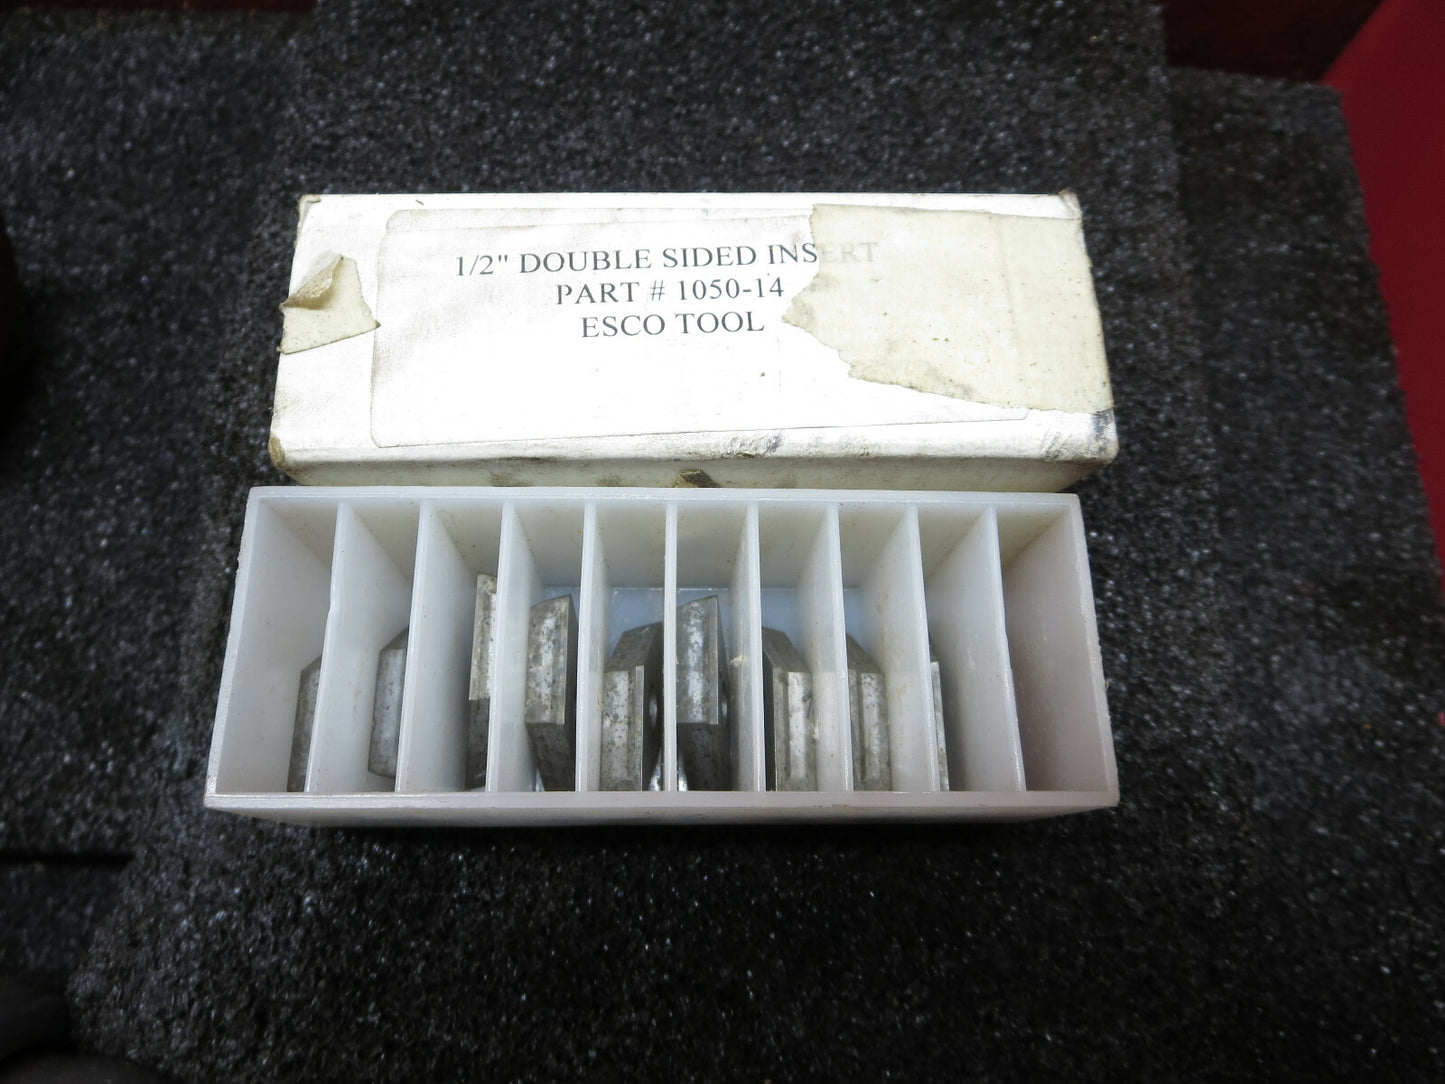 1/2" DOUBLE SIDED INSERT
PART # 1050-14
ESCO TOOL